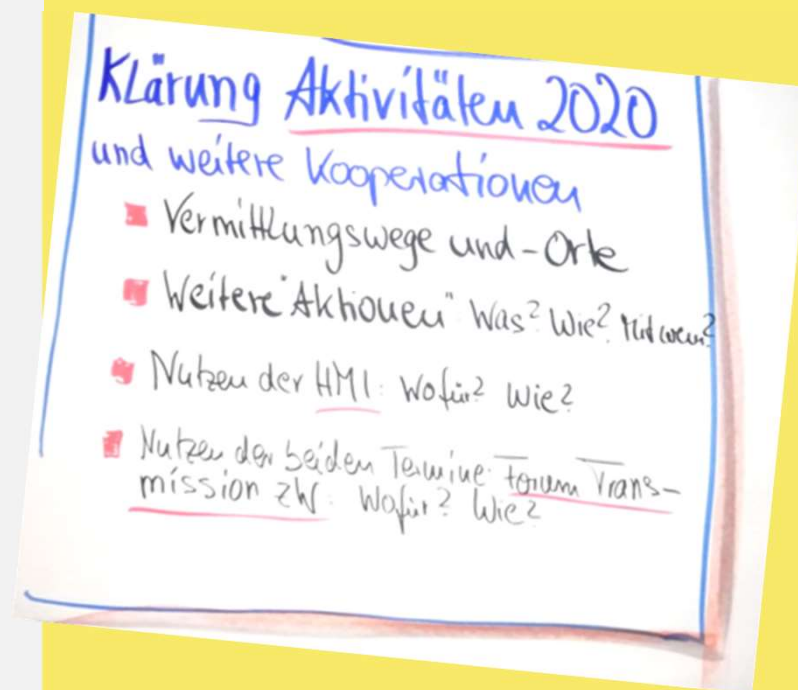 Klärung Aktivitäten 2020
und weitere Kooperationen
Vermittlungswege und -Orte
Weitere "Aktionen" Was? Wie? Mit wem?
Nutzen der HMI: Wofür? Wie?
Nutzen der beiden Termine: Forum Trans-
mission ZW: Wofür? Wie?